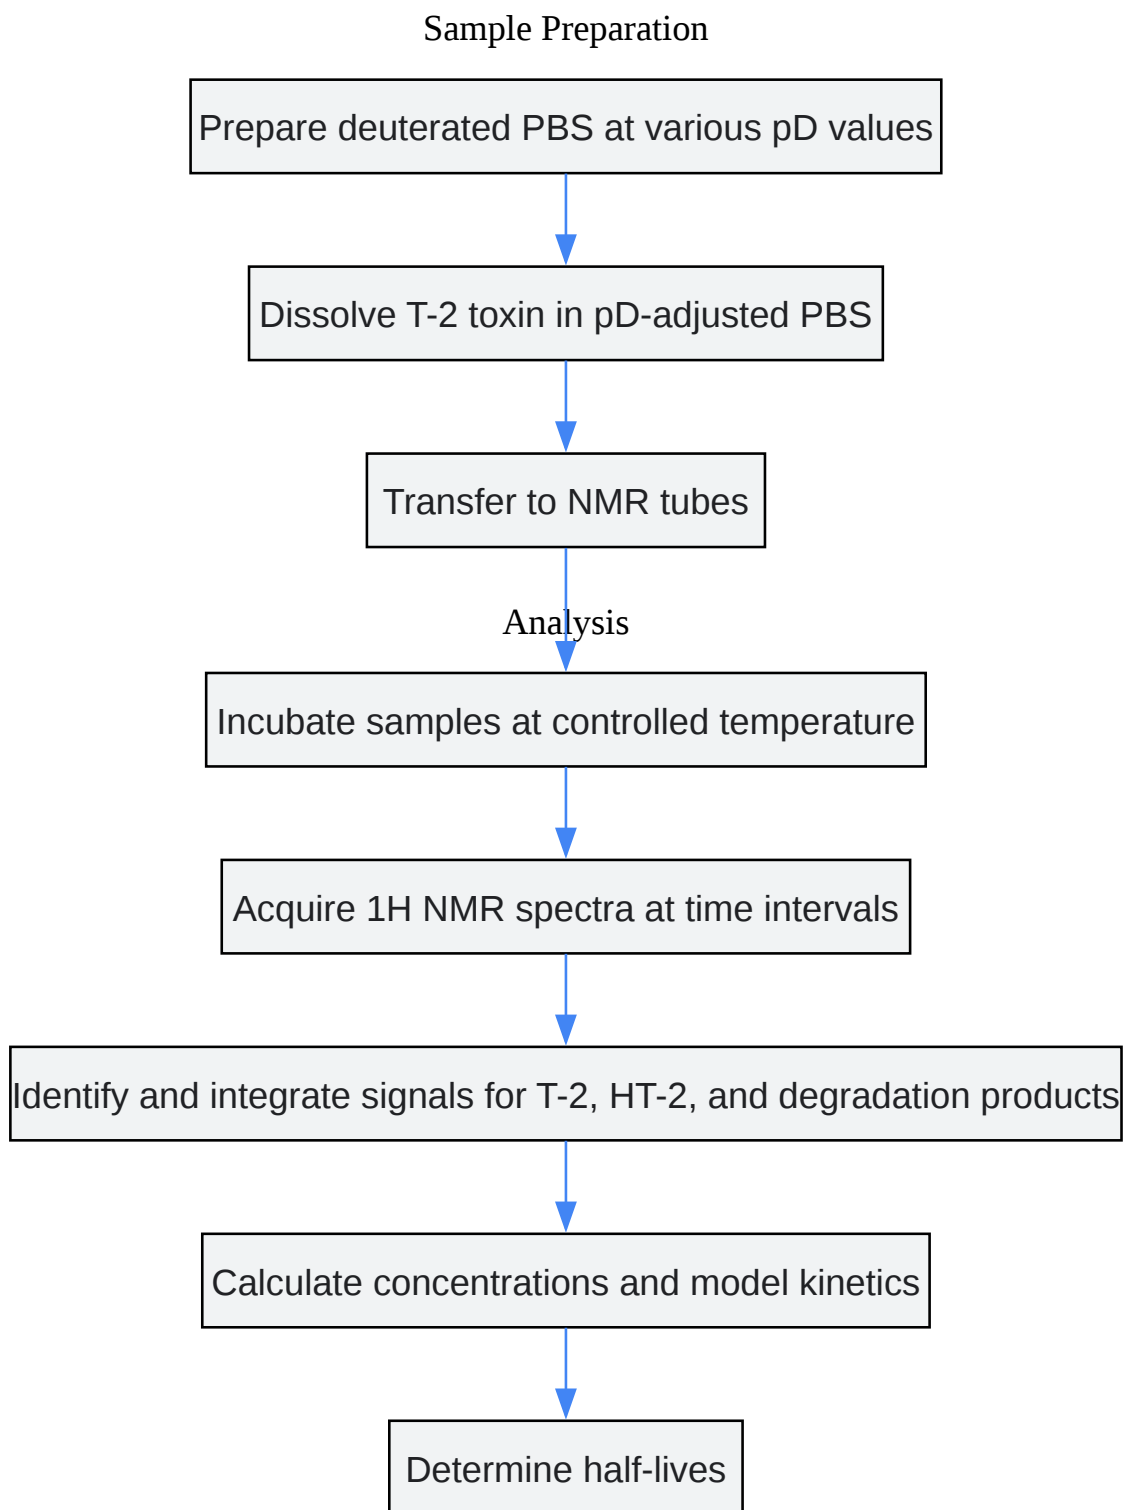 Sample Preparation
Prepare deuterated PBS at various pD values
Dissolve T-2 toxin in pD-adjusted PBS
Transfer to NMR tubes
Analysis
Incubate samples at controlled temperature
Acquire 1H NMR spectra at time intervals
Identify and integrate signals for T-2, HT-2, and degradation products
Calculate concentrations and model kinetics
Determine half-lives